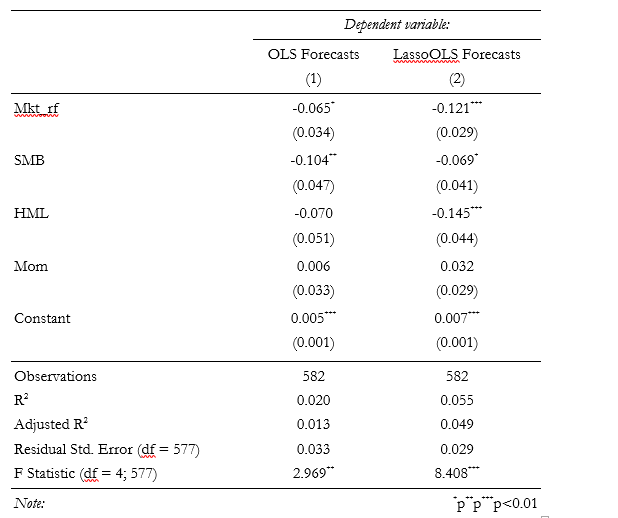 Dependent variable:
OLS Forecasts LassoOLS Forecasts
(1) (2)
Mkt_rf -0.065* -0.121***
(0.034) (0.029)
SMB -0.104** -0.069*
(0.047) (0.041)
HML -0.070 -0.145***
(0.051) (0.044)
Mom 0.006 0.032
(0.033) (0.029)
Constant 0.005*** 0.007***
(0.001) (0.001)
Observations 582 582
R² 0.020 0.055
Adjusted R² 0.013 0.049
Residual Std. Error (df = 577) 0.033 0.029
F Statistic (df = 4; 577) 2.969** 8.408***
Note: *p**p***p<0.01